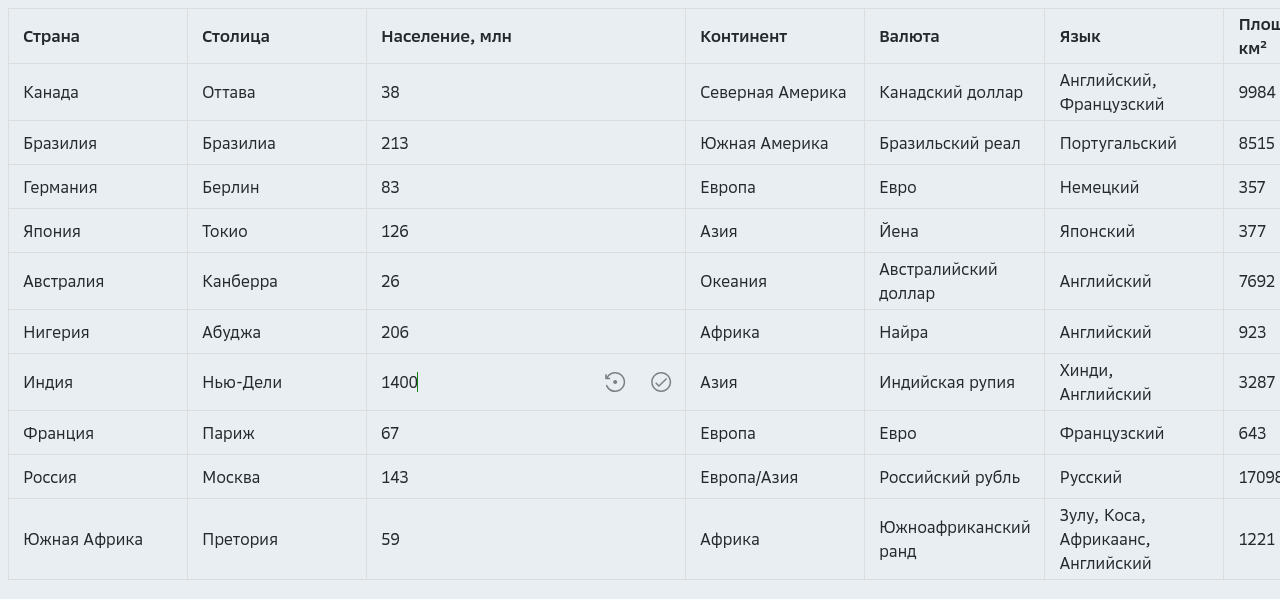 Страна Столица Население, млн Континент Валюта Язык
км²
Канада Оттава 38 Северная Америка Канадский доллар Английский, 9984
Французский
Бразилия Бразилиа 213 Южная Америка Бразильский реал Португальский 8515
Германия Берлин 83 Европа Евро Немецкий 357
Япония Токио 126 Азия Йена Японский 377
Австралия Канберра 26 Океания Австралийский Английский 7692
доллар
Нигерия Абуджа 206 Африка Найра Английский 923
Индия Нью-Дели 1400 Азия Индийская рупия Хинди, 3287
Английский
Франция Париж 67 Европа Евро Французский 643
Россия Москва 143 Европа/Азия Российский рубль Русский 17098
Южная Африка Претория 59 Африка Южноафриканский Зулу, Коса, 1221
ранд Африкаанс,
Английский